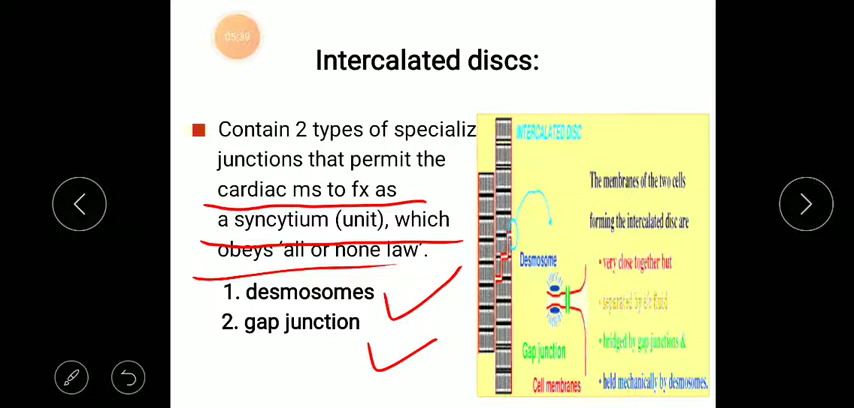 05:39
Intercalated discs:
Contain 2 types of specializ
junctions that permit the
cardiac ms to fx as
a syncytium (unit), which
obeys 'all or none law'.
1. desmosomes
2. gap junction
INTERCALATED DISC
The membranes of the two cells
forming the intercalated disc are
Desmosome
• very close together but
• separated by
fluid
• bridged by gap junctions &
Gap junction
Cell membranes
• held mechanically by desmosomes.